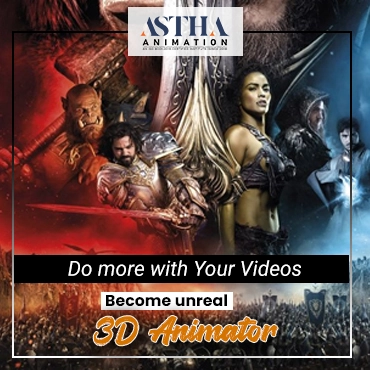 ASTHA
ANIMATION
Do more with Your Videos
Become unreal
3D Animator